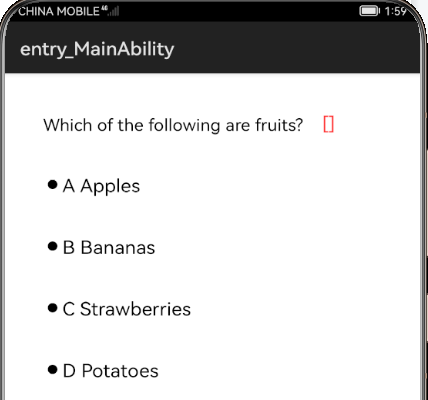 CHINA MOBILE 1:59
entry_MainAbility
Which of the following are fruits? []
A Apples
B Bananas
C Strawberries
D Potatoes